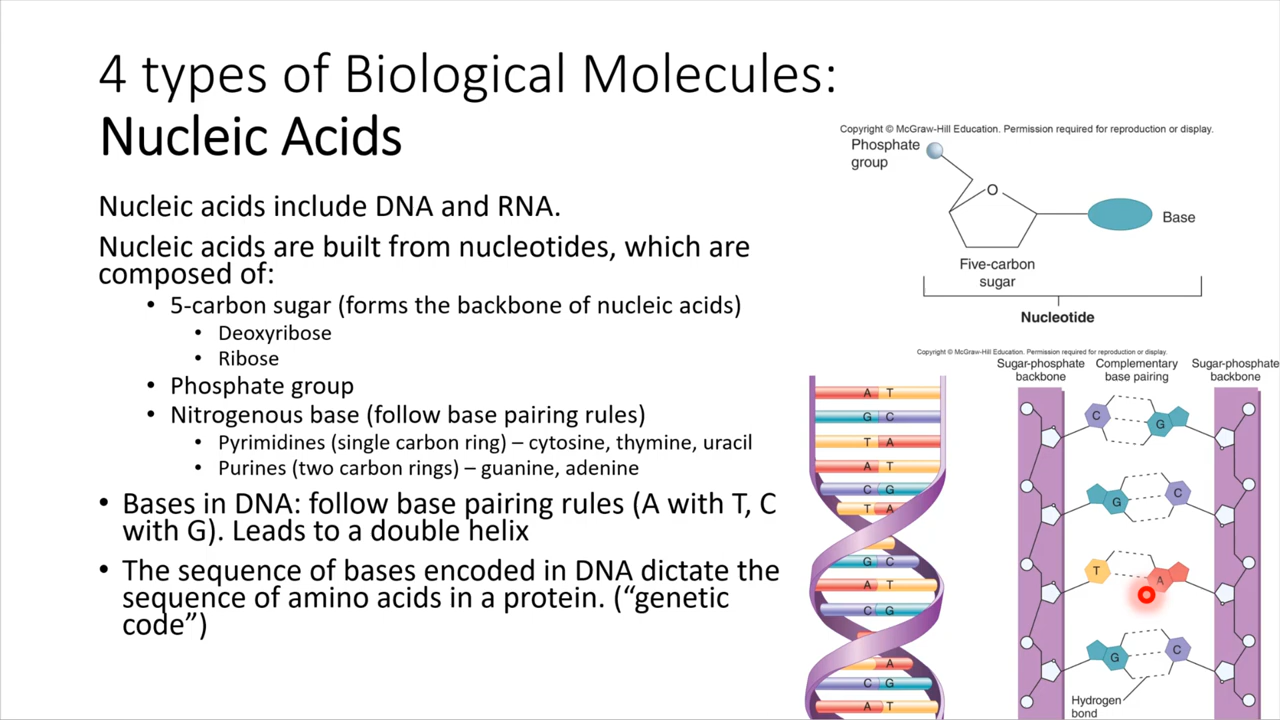 4 types of Biological Molecules:
Nucleic Acids
Nucleic acids include DNA and RNA.
Nucleic acids are built from nucleotides, which are
composed of:
• 5-carbon sugar (forms the backbone of nucleic acids)
• Deoxyribose
• Ribose
• Phosphate group
• Nitrogenous base (follow base pairing rules)
• Pyrimidines (single carbon ring) – cytosine, thymine, uracil
• Purines (two carbon rings) – guanine, adenine
• Bases in DNA: follow base pairing rules (A with T, C
with G). Leads to a double helix
• The sequence of bases encoded in DNA dictate the
sequence of amino acids in a protein. (“genetic
code”)
Copyright © McGraw-Hill Education. Permission required for reproduction or display.
Phosphate
group
O
Base
Five-carbon
sugar
Nucleotide
Copyright © McGraw-Hill Education. Permission required for reproduction or display.
A T
G C
T A
A T
C G
T A
G C
A T
C G
A
C G
A T
Sugar-phosphate
backbone
Complementary
base pairing
Sugar-phosphate
backbone
C G
G C
T A
G C
Hydrogen
bond